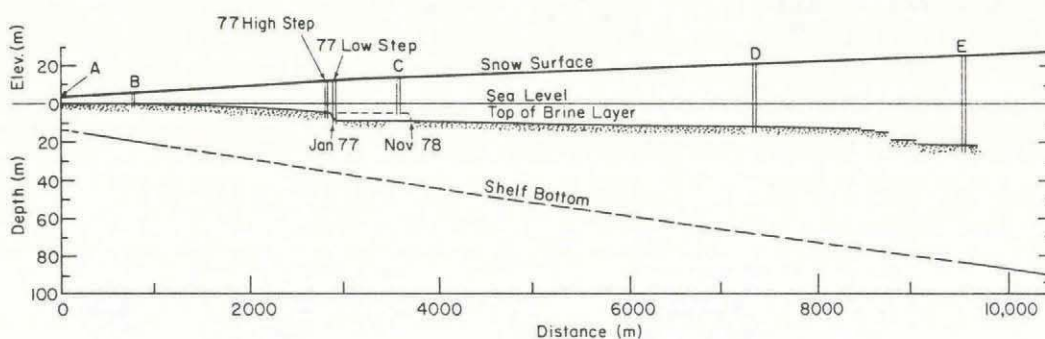 77 High Step
77 Low Step
Elev. (m)
20
0
A
B
C
D
E
Snow Surface
Sea Level
Top of Brine Layer
Jan 77
Nov 78
Shelf Bottom
Depth (m)
20
40
60
80
100
0
2000
4000
6000
8000
10,000
Distance (m)